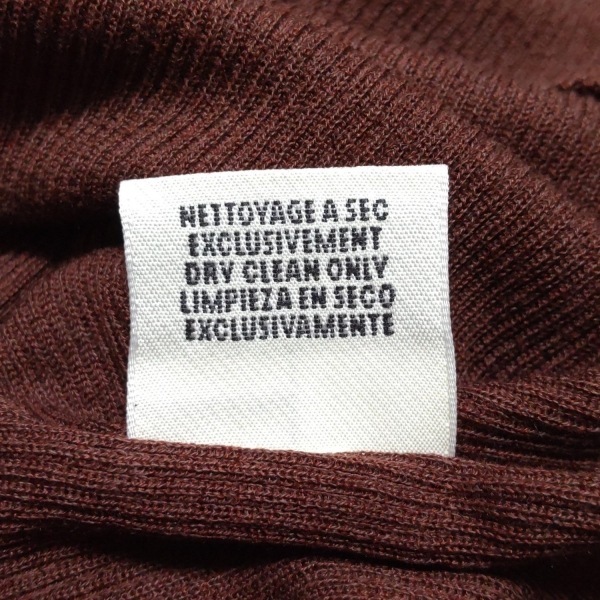 NETTOYAGE A SEC
EXCLUSIVEMENT
DRY CLEAN ONLY
LIMPIEZA EN SECO
EXCLUSIVAMENTE